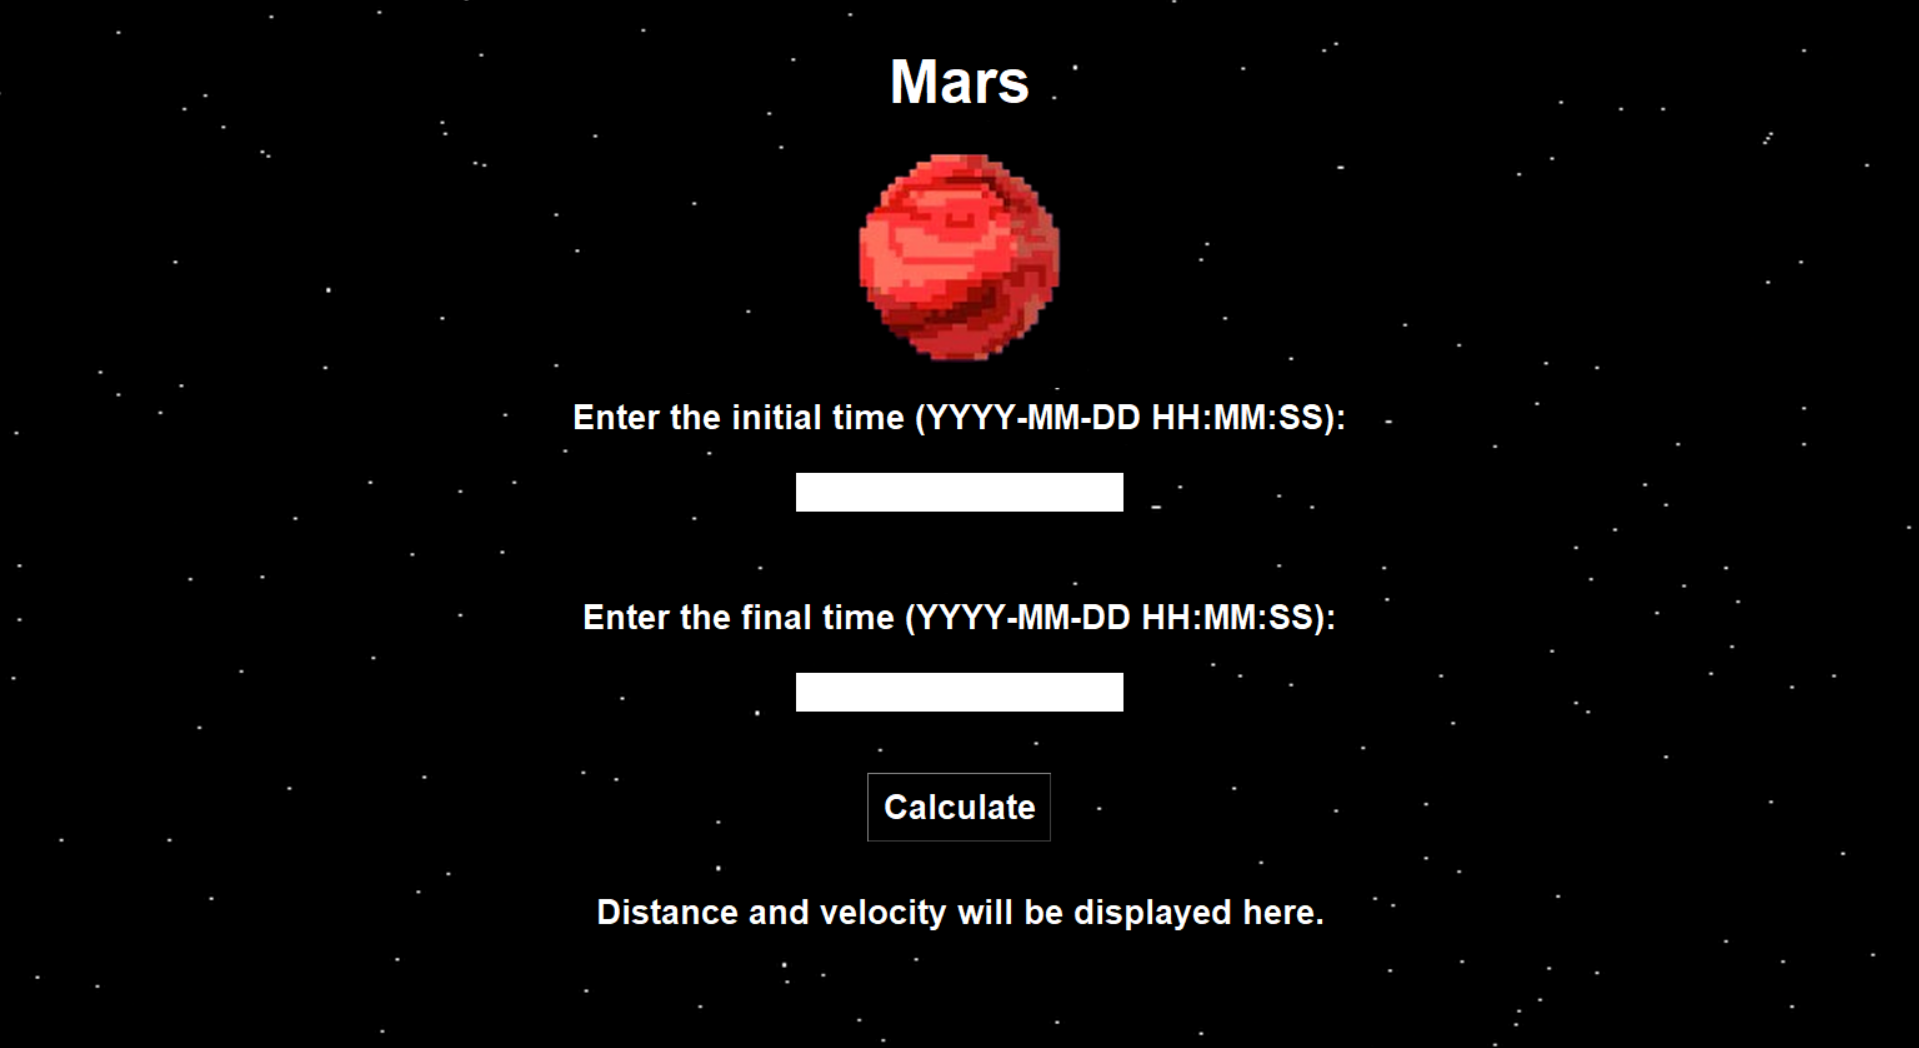 Mars
Enter the initial time (YYYY-MM-DD HH:MM:SS):
Enter the final time (YYYY-MM-DD HH:MM:SS):
Calculate
Distance and velocity will be displayed here.